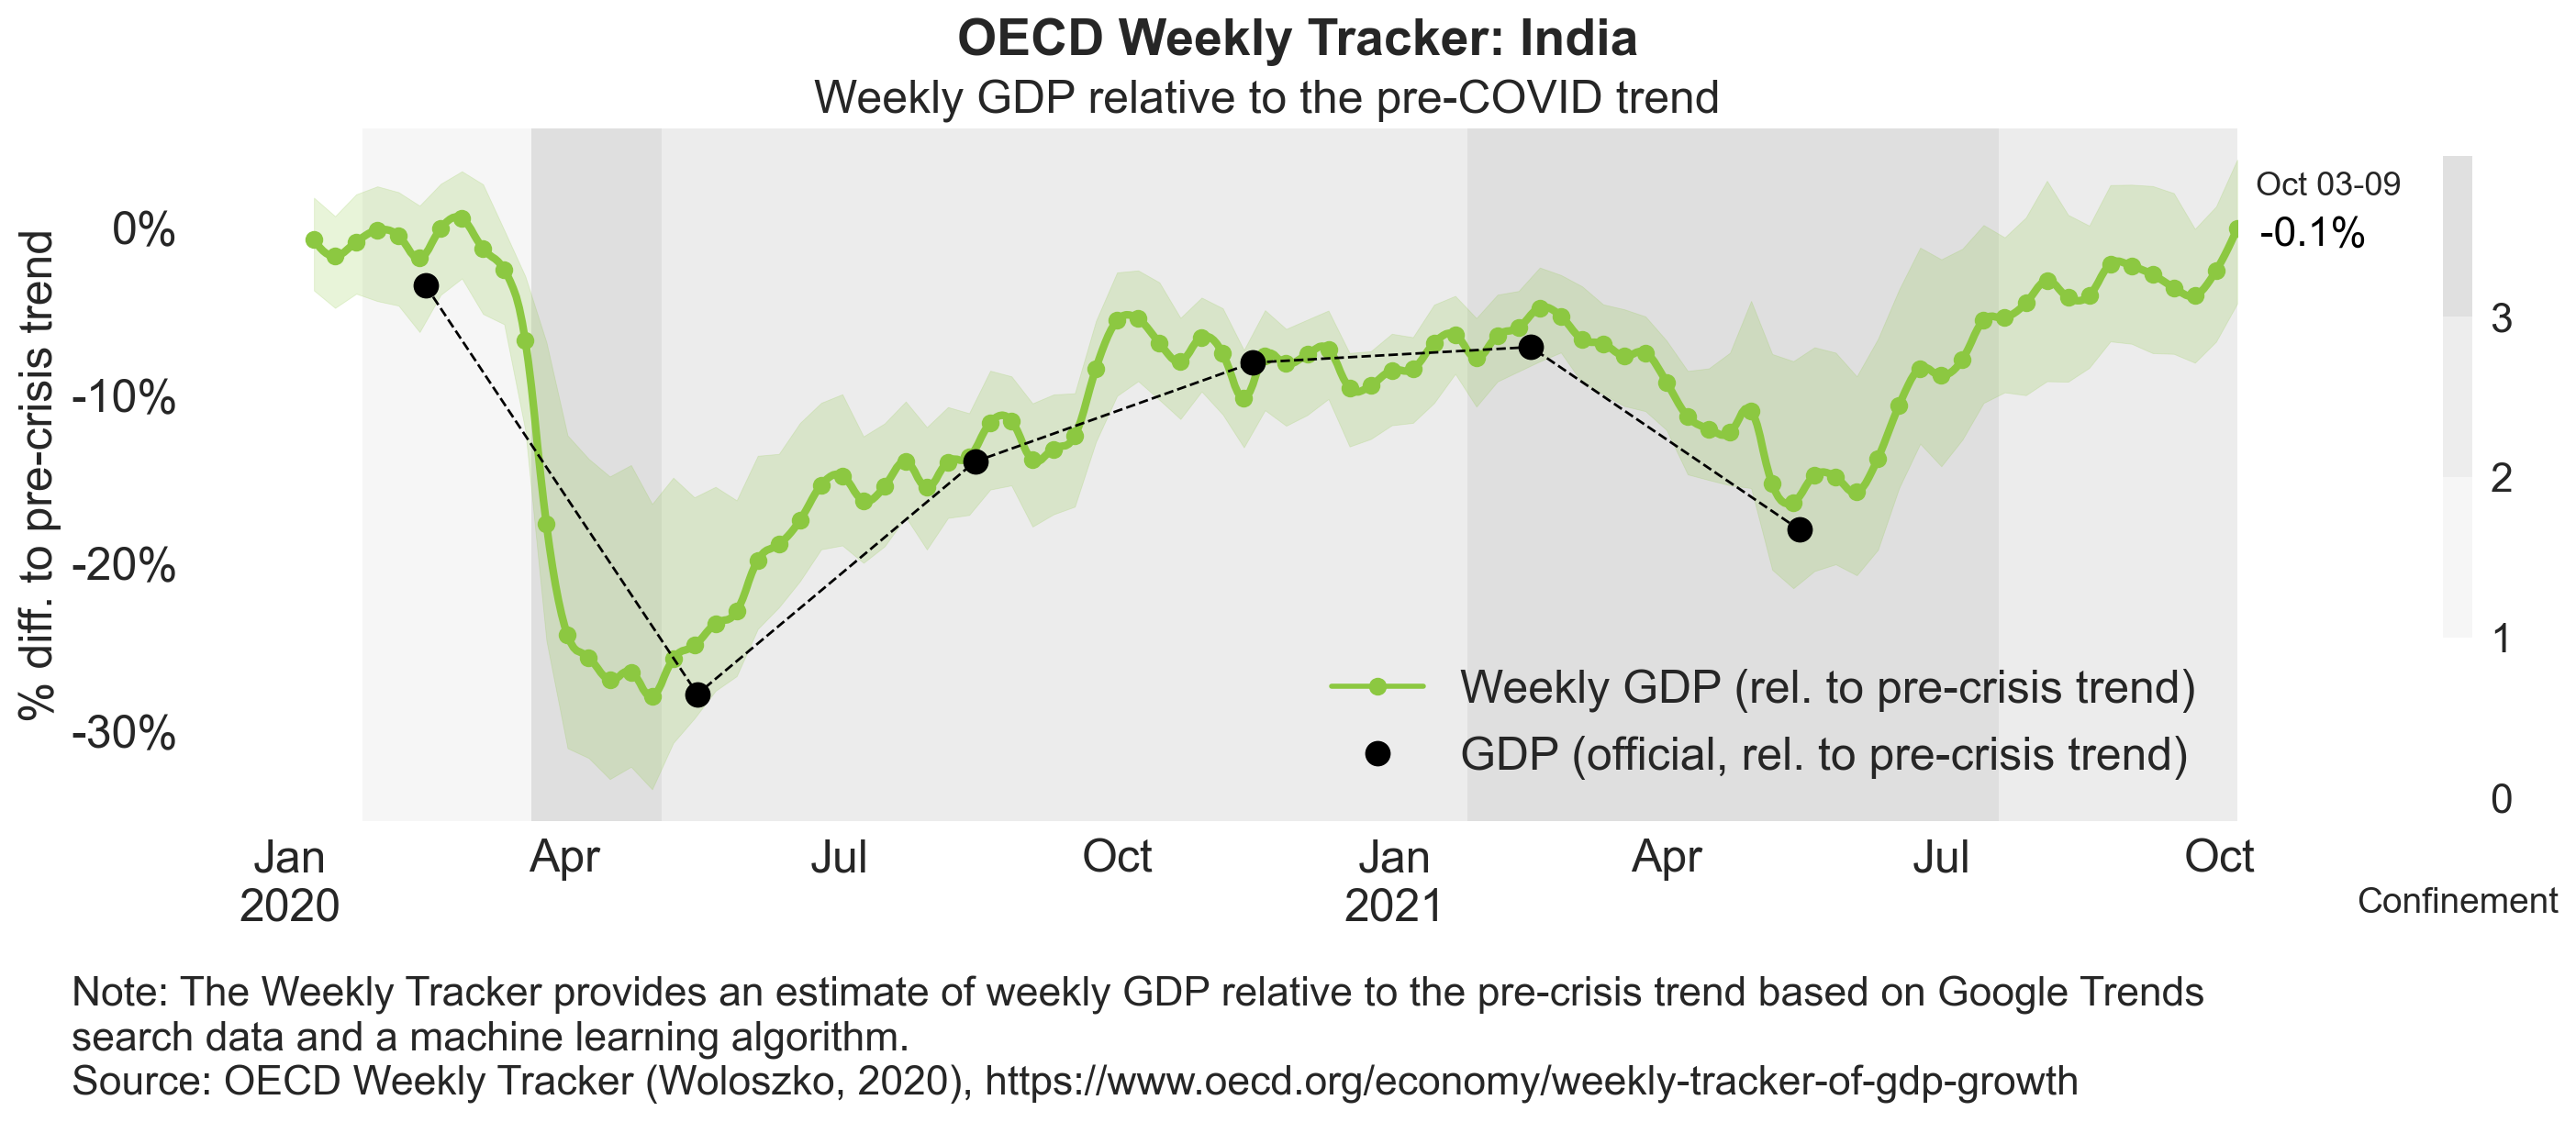 OECD Weekly Tracker: India
Weekly GDP relative to the pre-COVID trend
% diff. to pre-crisis trend
0%
-10%
-20%
-30%
Oct 03-09
-0.1%
3
2
1
0
Confinement
Weekly GDP (rel. to pre-crisis trend)
GDP (official, rel. to pre-crisis trend)
Jan Apr Jul Oct Jan Apr Jul Oct
2020 2021
Note: The Weekly Tracker provides an estimate of weekly GDP relative to the pre-crisis trend based on Google Trends
search data and a machine learning algorithm.
Source: OECD Weekly Tracker (Woloszko, 2020), https://www.oecd.org/economy/weekly-tracker-of-gdp-growth